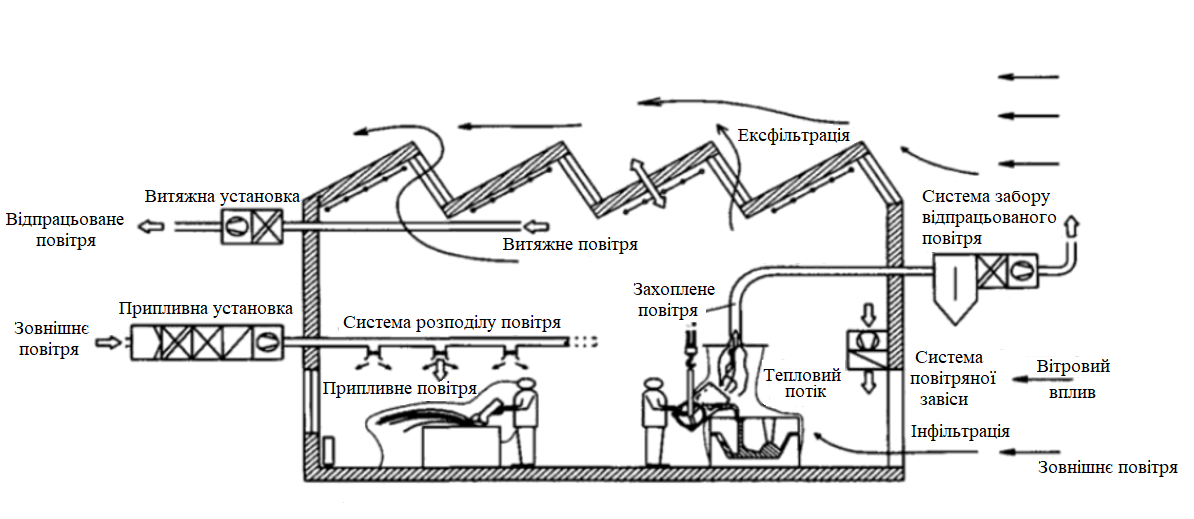 Ексфільтрація
Витяжна установка
Відпрацьоване
повітря
Витяжне повітря
Система забору
відпрацьованого
повітря
Припливна установка
Зовнішнє
повітря
Система розподілу повітря
Припливне повітря
Захоплене
повітря
Тепловий
потік
Система
повітряної
завіси
Вітровий
вплив
Інфільтрація
Зовнішнє повітря